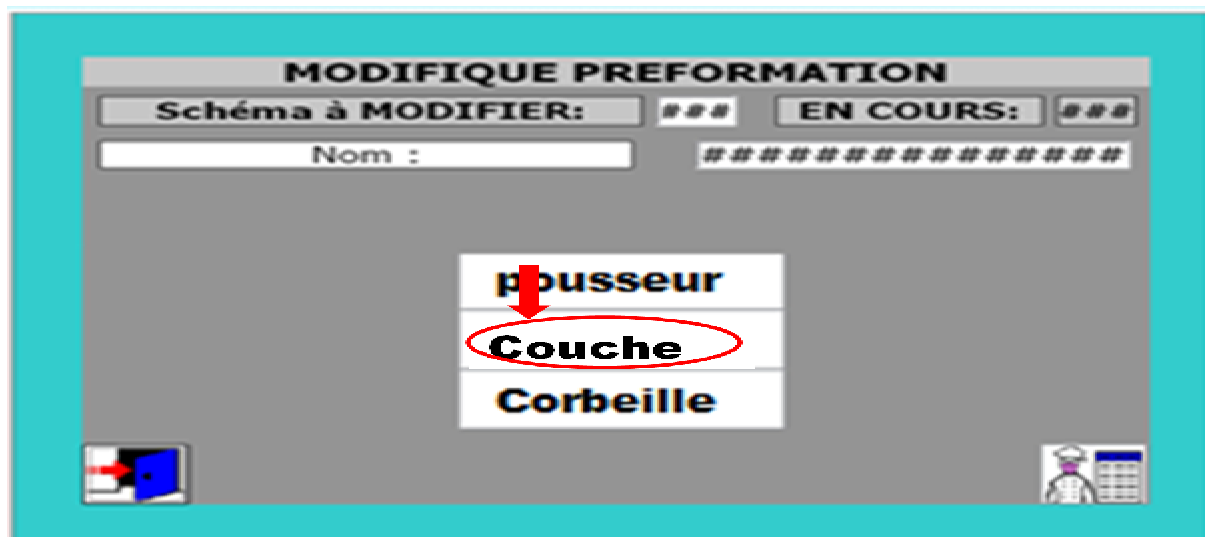 MODIFIQUE PREFORMATION
Schéma à MODIFIER: ### EN COURS: ###
Nom : ###############
pousseur
Couche
Corbeille